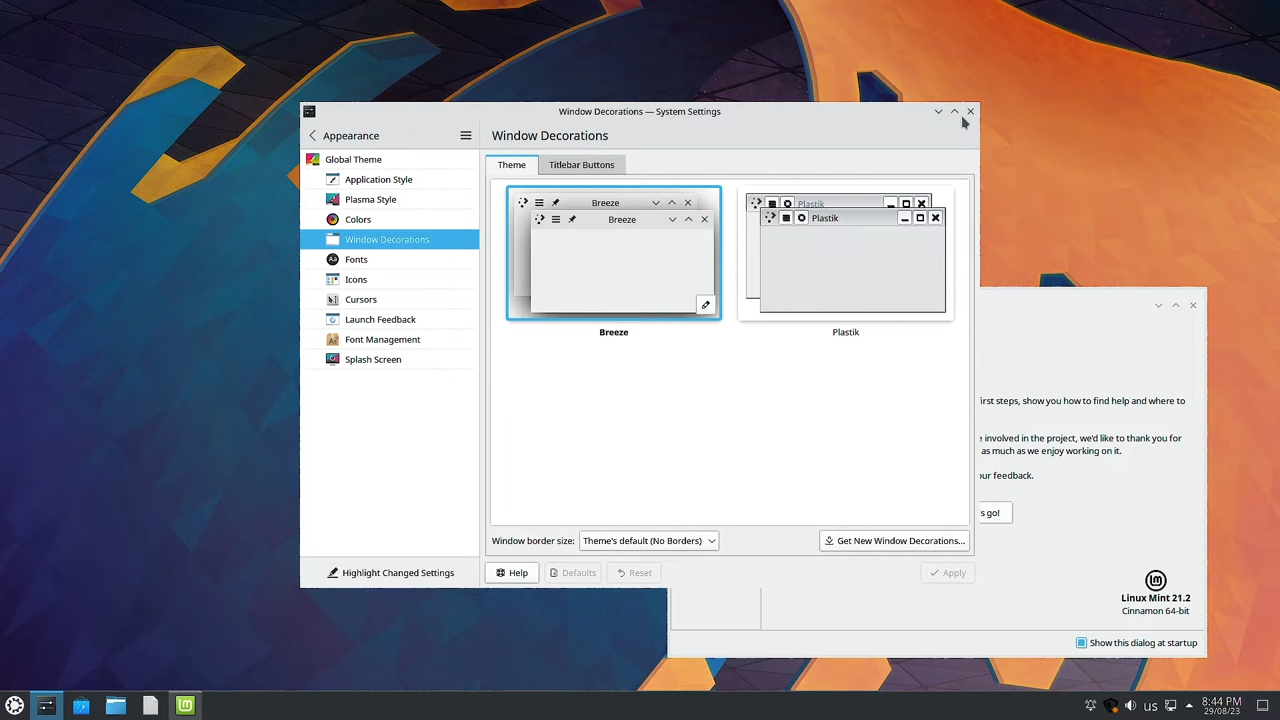 Window Decorations — System Settings
Appearance
Window Decorations
Global Theme
Application Style
Plasma Style
Colors
Window Decorations
Fonts
Icons
Cursors
Launch Feedback
Font Management
Splash Screen
Highlight Changed Settings
Theme
Titlebar Buttons
Breeze
Breeze
Breeze
Plastik
Plastik
Plastik
Window border size:
Theme's default (No Borders)
Get New Window Decorations...
Help
Defaults
Reset
Apply
first steps, show you how to find help and where to
involved in the project, we'd like to thank you for
as much as we enjoy working on it.
feedback.
go!
Linux Mint 21.2
Cinnamon 64-bit
Show this dialog at startup
us
8:44 PM
29/08/23